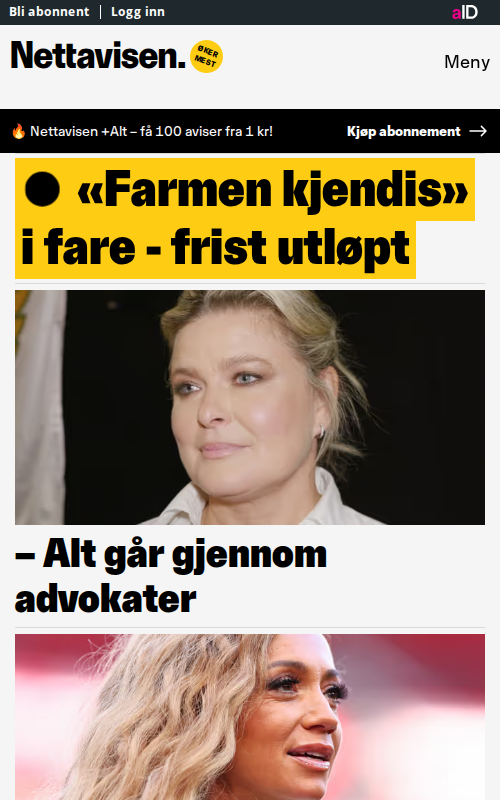 Bli abonnent Logg inn aID
Nettavisen. ØKER MEST
Meny
🔥 Nettavisen +Alt – få 100 aviser fra 1 kr! Kjøp abonnement →
● «Farmen kjendis»
i fare - frist utløpt
– Alt går gjennom
advokater